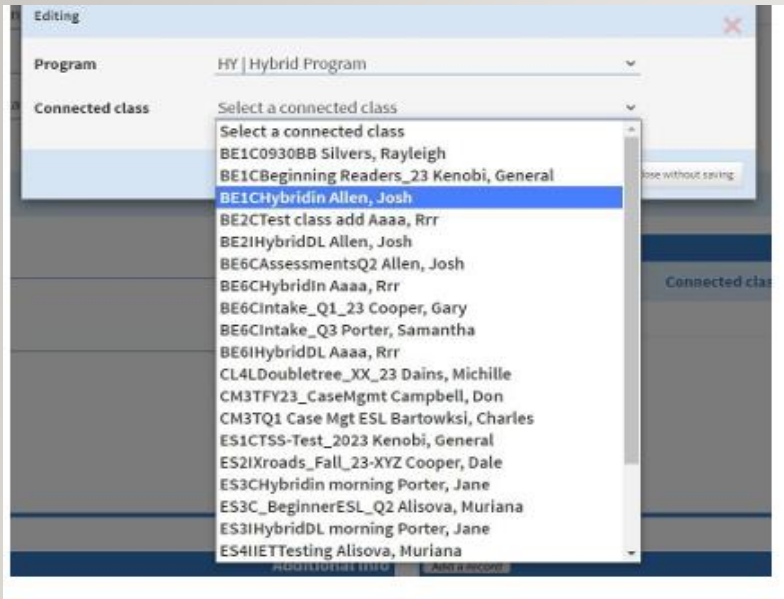 Editing
Program HY | Hybrid Program
Connected class Select a connected class
Select a connected class
BE1C0930BB Silvers, Rayleigh
BE1CBeginning Readers_23 Kenobi, General
lose without saving
BE1CHybridin Allen, Josh
BE2CTest class add Aaaa, Rrr
BE2IHybridDL Allen, Josh
BE6CAssessmentsQ2 Allen, Josh
BE6CHybridIn Aaaa, Rrr
Connected clas
BE6CIntake_Q1_23 Cooper, Gary
BE6CIntake_Q3 Porter, Samantha
BE6IHybridDL Aaaa, Rrr
CL4LDoubletree_XX_23 Dains, Michille
CM3TFY23_CaseMgmt Campbell, Don
CM3TQ1 Case Mgt ESL Bartowksi, Charles
ES1CTSS-Test_2023 Kenobi, General
ES2IXroads_Fall_23-XYZ Cooper, Dale
ES3CHybridin morning Porter, Jane
ES3C_BeginnerESL_Q2 Alisova, Muriana
ES3IHybridDL morning Porter, Jane
ES4IIETTesting Alisova, Muriana
Additional Info Add a record